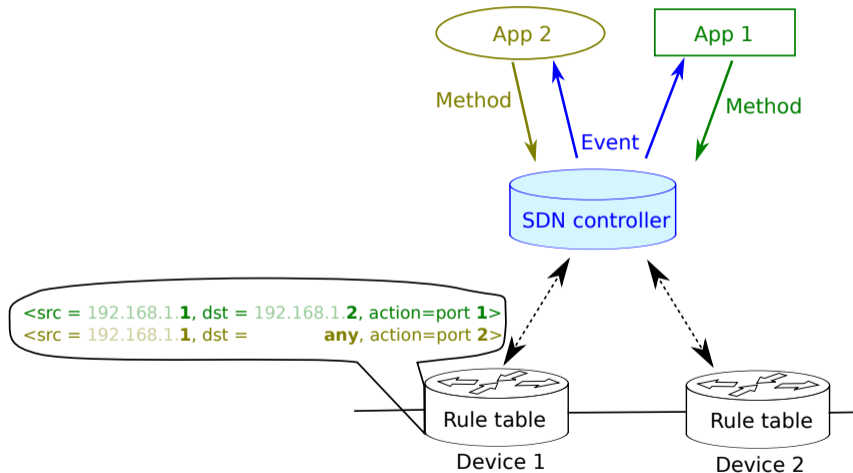 App 2
App 1
Method
Method
Event
SDN controller
<src = 192.168.1.1, dst = 192.168.1.2, action=port 1>
<src = 192.168.1.1, dst = any, action=port 2>
Rule table
Rule table
Device 1
Device 2